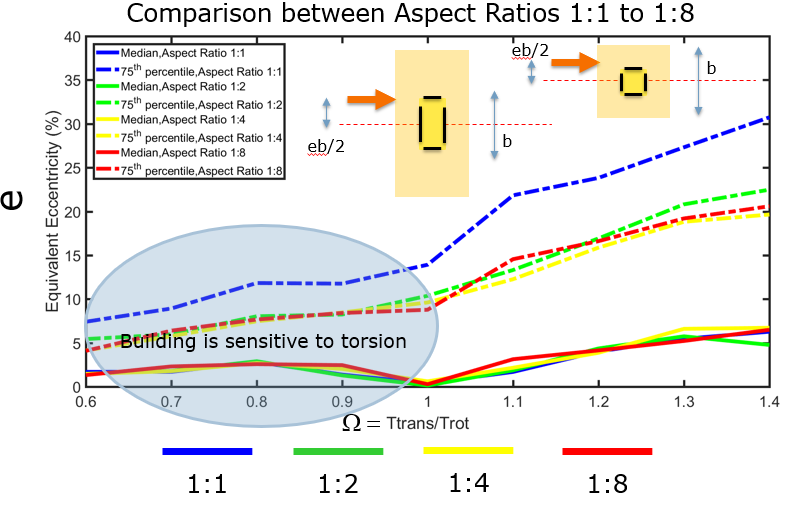 Comparison between Aspect Ratios 1:1 to 1:8
40
35
30
25
20
15
10
5
0
Equivalent Eccentricity (%)
e
Median,Aspect Ratio 1:1
75th percentile,Aspect Ratio 1:1
Median,Aspect Ratio 1:2
75th percentile,Aspect Ratio 1:2
Median,Aspect Ratio 1:4
75th percentile,Aspect Ratio 1:4
Median,Aspect Ratio 1:8
75th percentile,Aspect Ratio 1:8
eb/2
b
eb/2
b
Building is sensitive to torsion
0.6 0.7 0.8 0.9 1 1.1 1.2 1.3 1.4
Ω = Ttrans/Trot
1:1 1:2 1:4 1:8